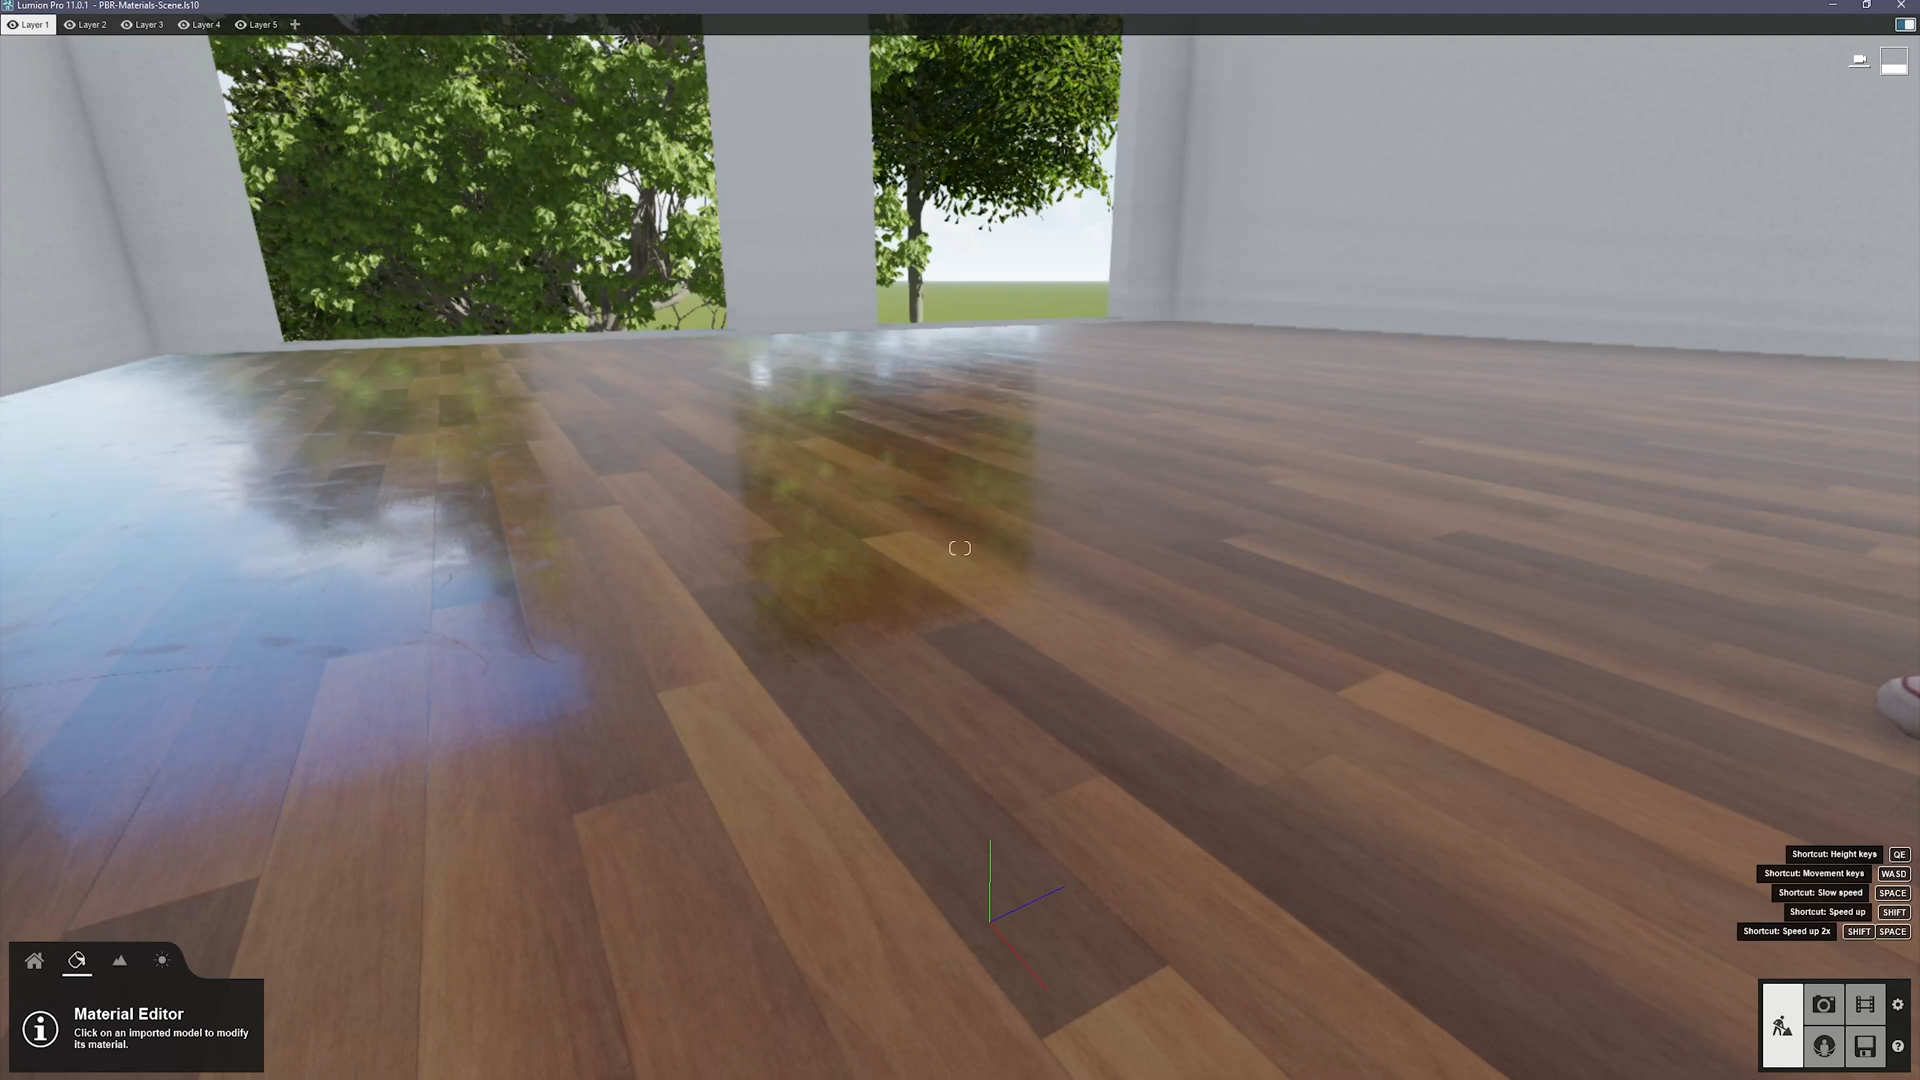 Lumion Pro 11.0.1 - PBR-Materials-Scene.ls10
Layer 1 Layer 2 Layer 3 Layer 4 Layer 5
Shortcut: Height keys QE
Shortcut: Movement keys WASD
Shortcut: Slow speed SPACE
Shortcut: Speed up SHIFT
Shortcut: Speed up 2x SHIFT SPACE
Material Editor
Click on an imported model to modify
its material.